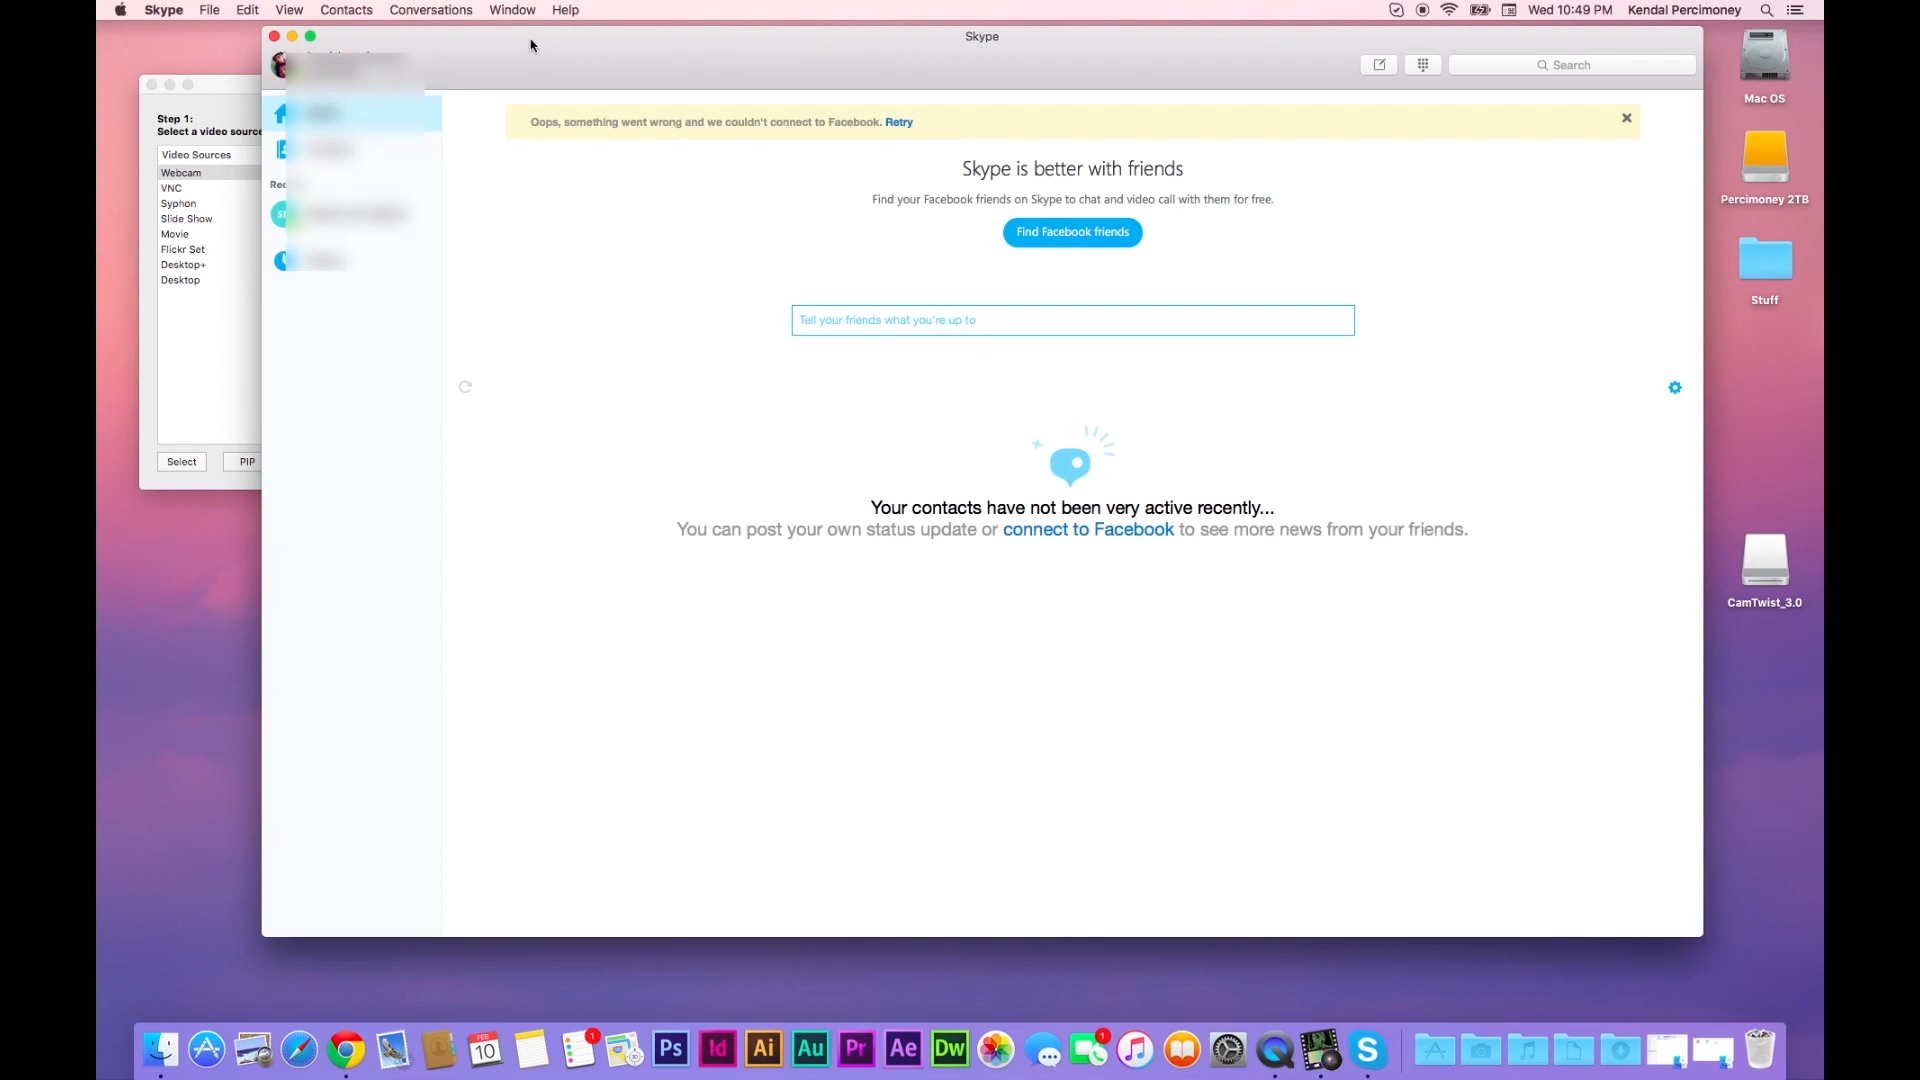 Skype File Edit View Contacts Conversations Window Help
Wed 10:49 PM Kendal Percimoney
Skype
Search
Step 1:
Select a video source
Video Sources
Webcam
VNC
Syphon
Slide Show
Movie
Flickr Set
Desktop+
Desktop
Select PIP
Rec
Oops, something went wrong and we couldn't connect to Facebook. Retry
Skype is better with friends
Find your Facebook friends on Skype to chat and video call with them for free.
Find Facebook friends
Tell your friends what you're up to
Your contacts have not been very active recently...
You can post your own status update or connect to Facebook to see more news from your friends.
Mac OS
Percimoney 2TB
Stuff
CamTwist_3.0
FEB
10
1
Ps Id Ai Au Pr Ae Dw
1
S